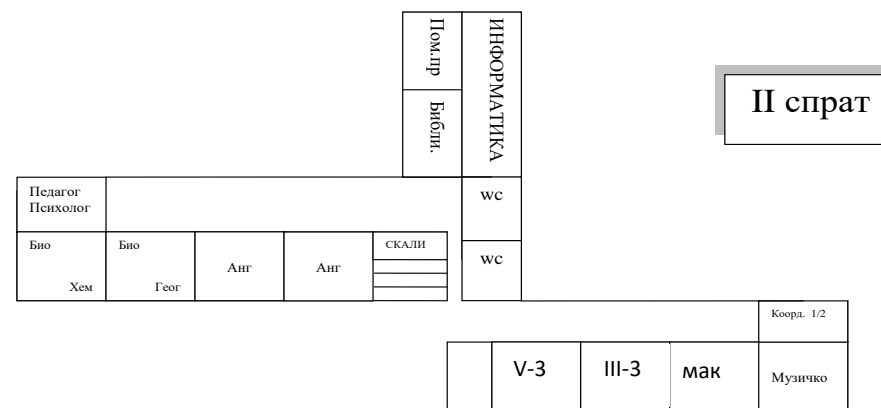 Пом.пр
Библи.
ИНФОРМАТИКА
II спрат
Педагог
Психолог
wc
Био
Хем
Био
Геог
Анг
Анг
СКАЛИ
wc
Коорд. 1/2
V-3
III-3
мак
Музичко